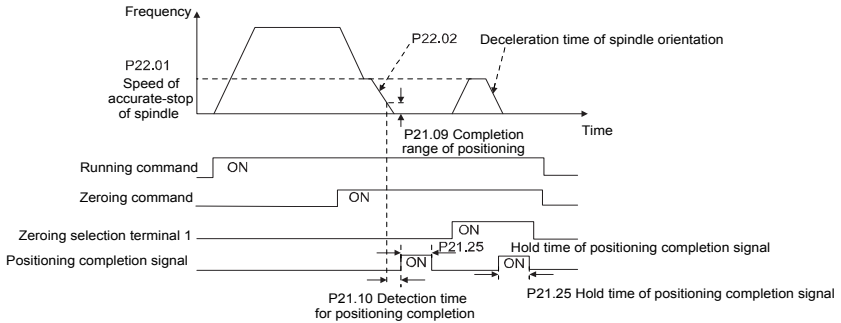 Frequency
P22.02
Deceleration time of spindle orientation
P22.01
Speed of
accurate-stop
of spindle
Time
P21.09 Completion
range of positioning
Running command
ON
Zeroing command
ON
Zeroing selection terminal 1
ON
P21.25
Hold time of positioning completion signal
Positioning completion signal
ON
ON
P21.10 Detection time
for positioning completion
P21.25 Hold time of positioning completion signal